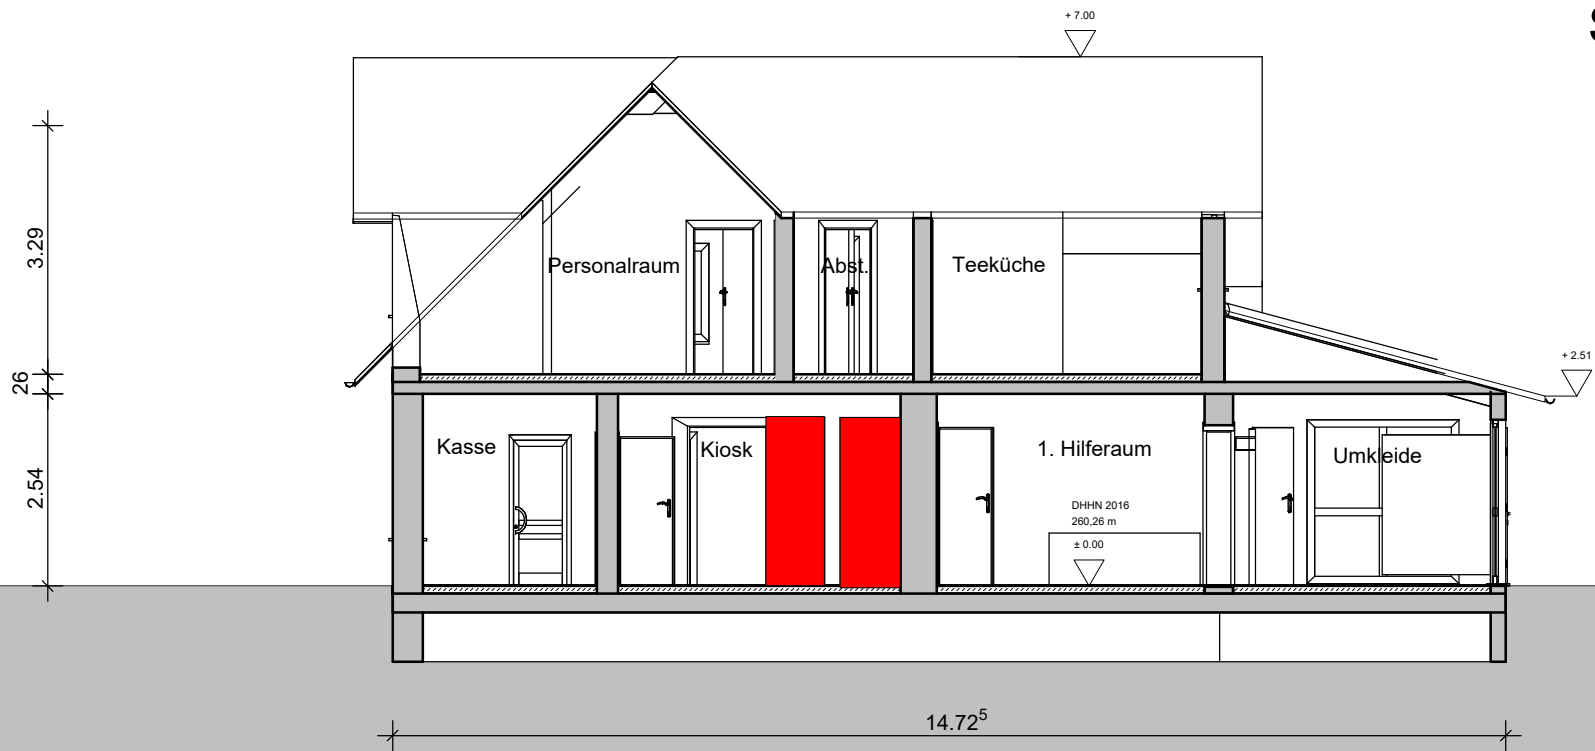 + 7.00
3.29
Personalraum
Abst.
Teeküche
+ 2.51
26
Kasse
Kiosk
1. Hilferaum
Umkleide
2.54
DHHN 2016
260,26 m
± 0.00
14.72⁵